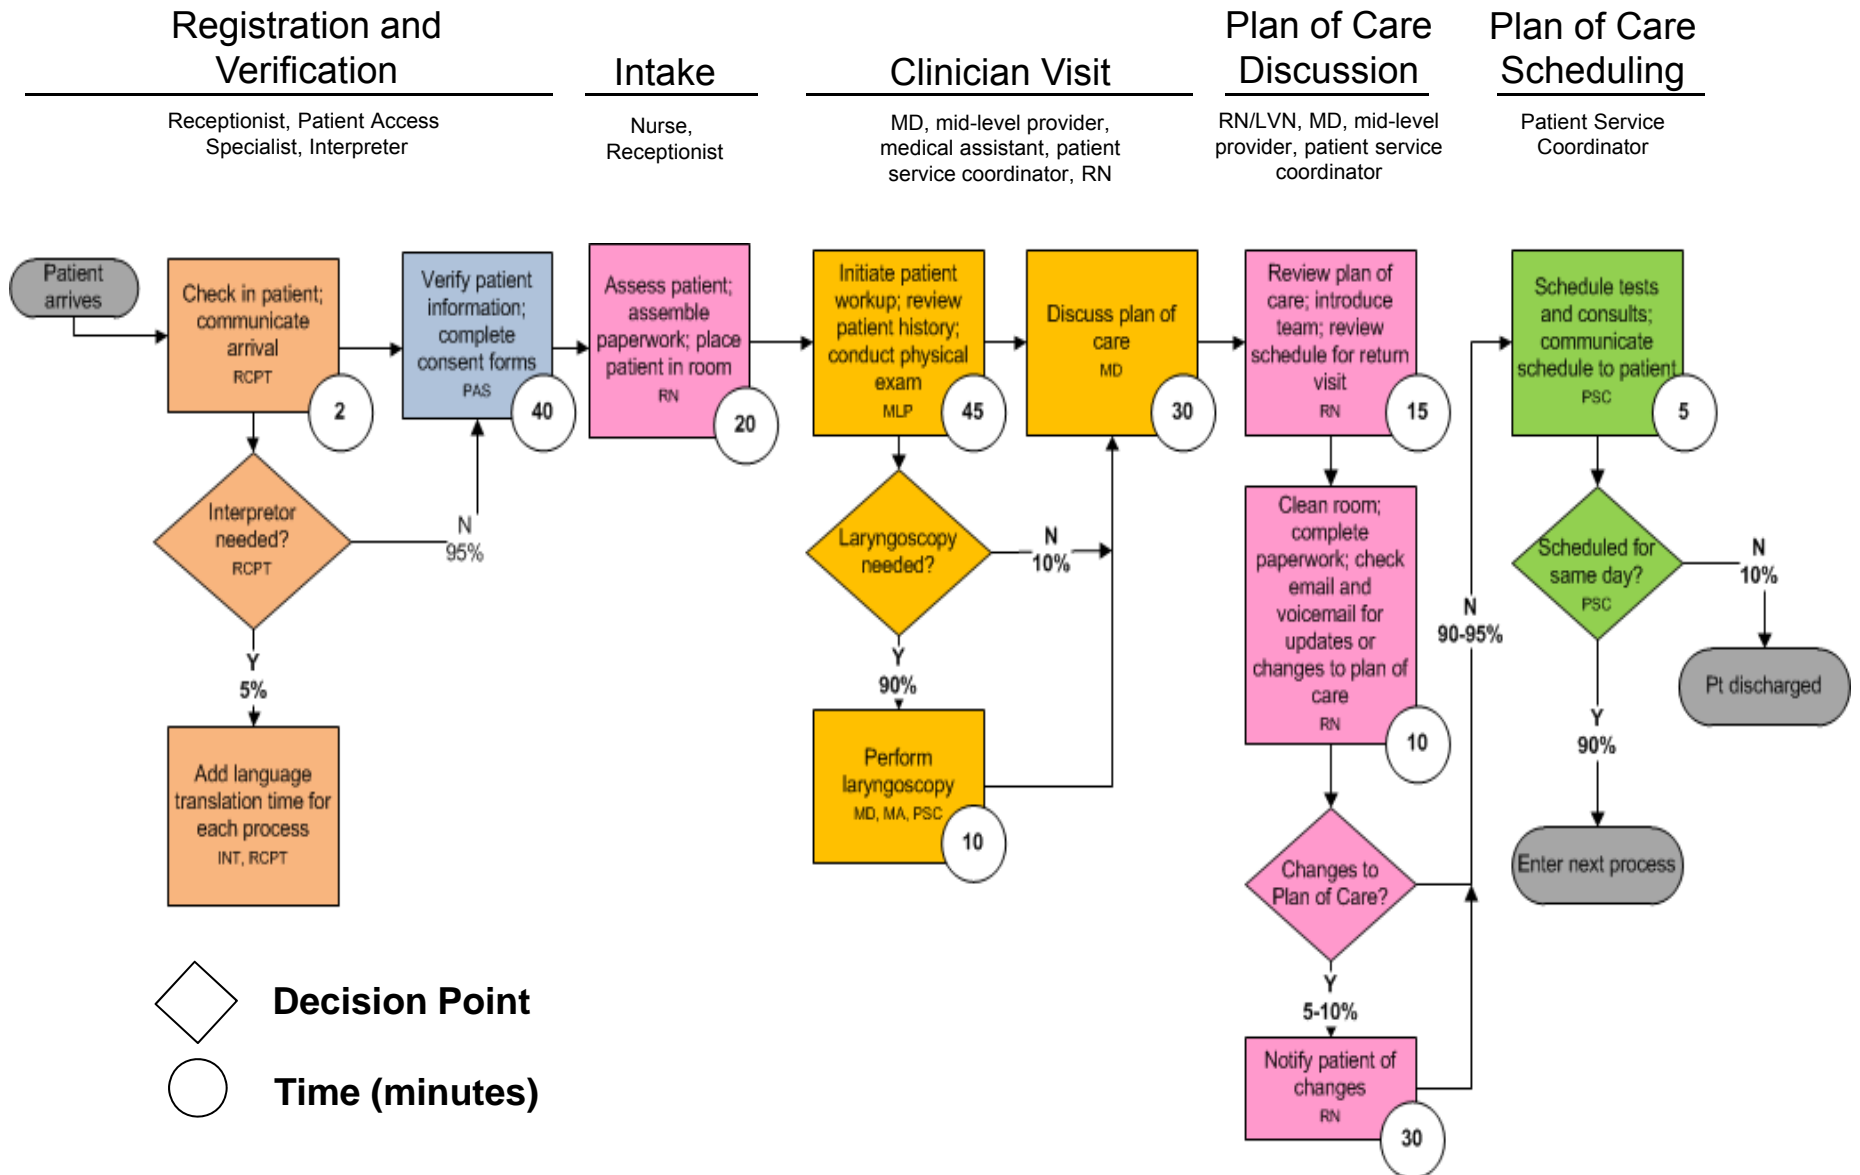 Registration and
Verification
Receptionist, Patient Access
Specialist, Interpreter
Intake
Nurse,
Receptionist
Clinician Visit
MD, mid-level provider,
medical assistant, patient
service coordinator, RN
Plan of Care
Discussion
RN/LVN, MD, mid-level
provider, patient service
coordinator
Plan of Care
Scheduling
Patient Service
Coordinator
Patient
arrives
Check in patient;
communicate
arrival
RCPT
2
Interpretor
needed?
RCPT
N
95%
Y
5%
Add language
translation time for
each process
INT, RCPT
Verify patient
information;
complete
consent forms
PAS
40
Assess patient;
assemble
paperwork; place
patient in room
RN
20
Initiate patient
workup; review
patient history;
conduct physical
exam
MLP
45
Laryngoscopy
needed?
N
10%
Y
90%
Perform
laryngoscopy
MD, MA, PSC
10
Discuss plan of
care
MD
30
Review plan of
care; introduce
team; review
schedule for return
visit
RN
15
Clean room;
complete
paperwork; check
email and
voicemail for
updates or
changes to plan of
care
RN
10
Changes to
Plan of Care?
N
90-95%
Y
5-10%
Notify patient of
changes
RN
30
Schedule tests
and consults;
communicate
schedule to patient
PSC
5
Scheduled for
same day?
PSC
N
10%
Pt discharged
Y
90%
Enter next process
Decision Point
Time (minutes)